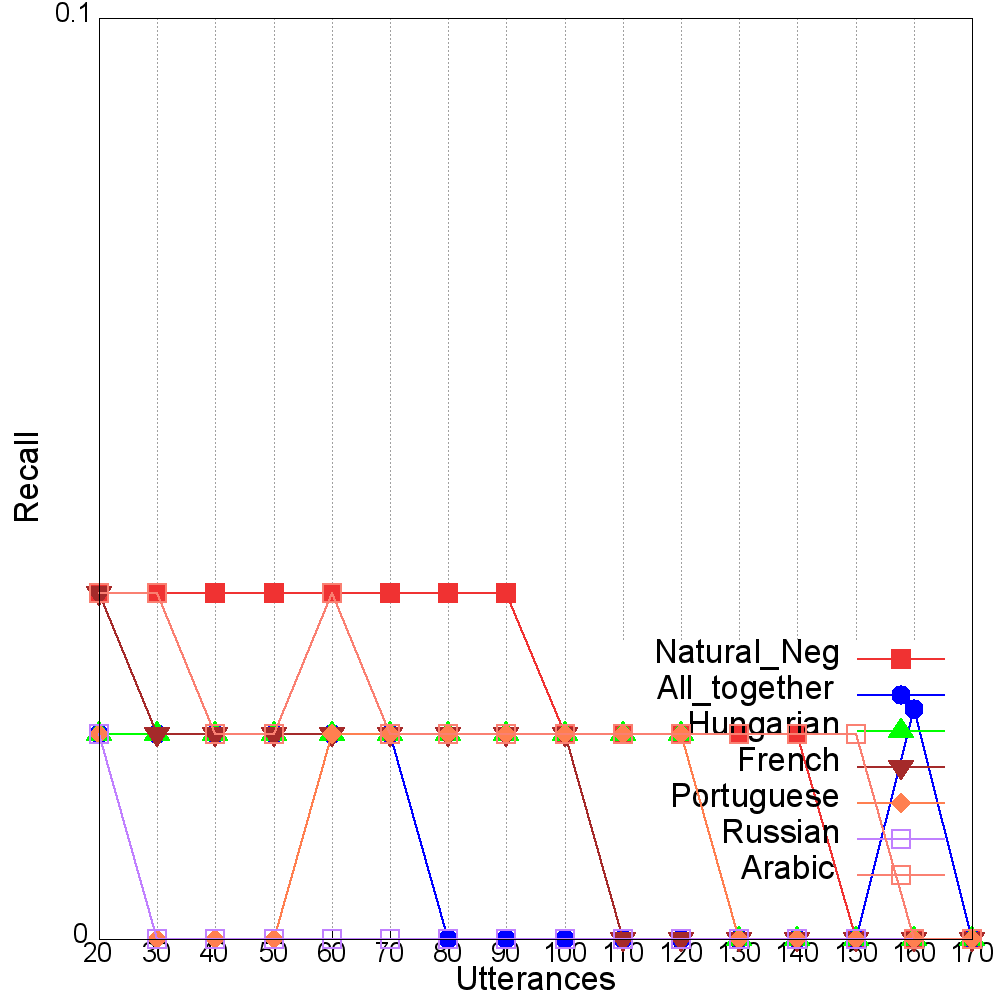 0.1
Recall
Natural_Neg
All_together
Hungarian
French
Portuguese
Russian
Arabic
0
20 30 40 50 60 70 80 90 100 110 120 130 140 150 160 170
Utterances